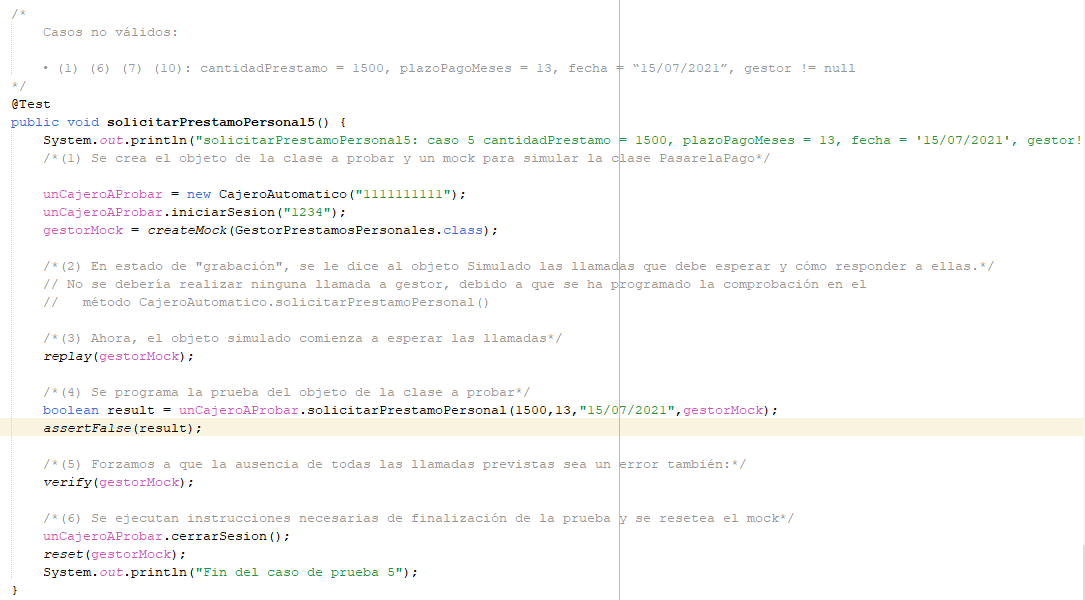 /*
Casos no válidos:
• (1) (6) (7) (10): cantidadPrestamo = 1500, plazoPagoMeses = 13, fecha = “15/07/2021”, gestor != null
*/
@Test
public void solicitarPrestamoPersonal5() {
System.out.println("solicitarPrestamoPersonal5: caso 5 cantidadPrestamo = 1500, plazoPagoMeses = 13, fecha = '15/07/2021', gestor!
/*(1) Se crea el objeto de la clase a probar y un mock para simular la clase PasarelaPago*/
unCajeroAProbar = new CajeroAutomatico("1111111111");
unCajeroAProbar.iniciarSesion("1234");
gestorMock = createMock(GestorPrestamosPersonales.class);
/*(2) En estado de "grabación", se le dice al objeto Simulado las llamadas que debe esperar y cómo responder a ellas.*/
// No se debería realizar ninguna llamada a gestor, debido a que se ha programado la comprobación en el
// método CajeroAutomatico.solicitarPrestamoPersonal()
/*(3) Ahora, el objeto simulado comienza a esperar las llamadas*/
replay(gestorMock);
/*(4) Se programa la prueba del objeto de la clase a probar*/
boolean result = unCajeroAProbar.solicitarPrestamoPersonal(1500,13,"15/07/2021",gestorMock);
assertFalse(result);
/*(5) Forzamos a que la ausencia de todas las llamadas previstas sea un error también:*/
verify(gestorMock);
/*(6) Se ejecutan instrucciones necesarias de finalización de la prueba y se resetea el mock*/
unCajeroAProbar.cerrarSesion();
reset(gestorMock);
System.out.println("Fin del caso de prueba 5");
}